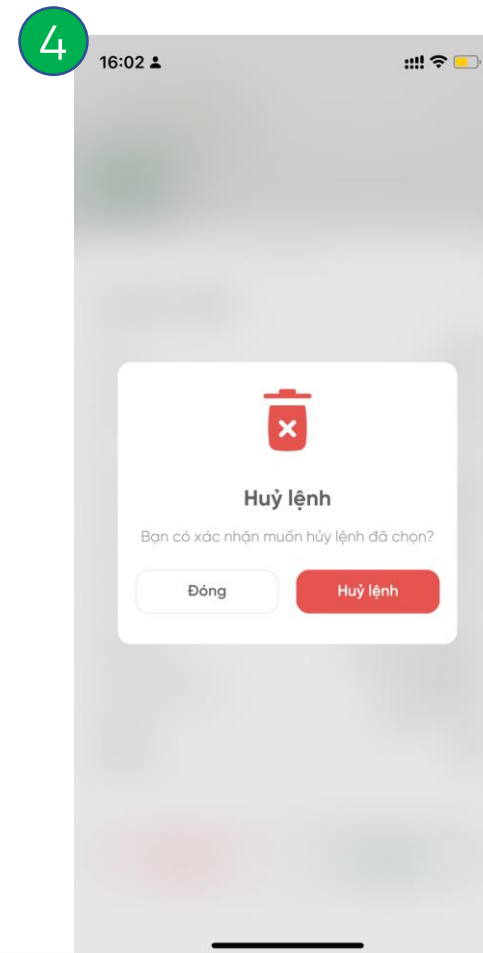 4
16:02
Huỷ lệnh
Bạn có xác nhận muốn hủy lệnh đã chọn?
Đóng
Huỷ lệnh